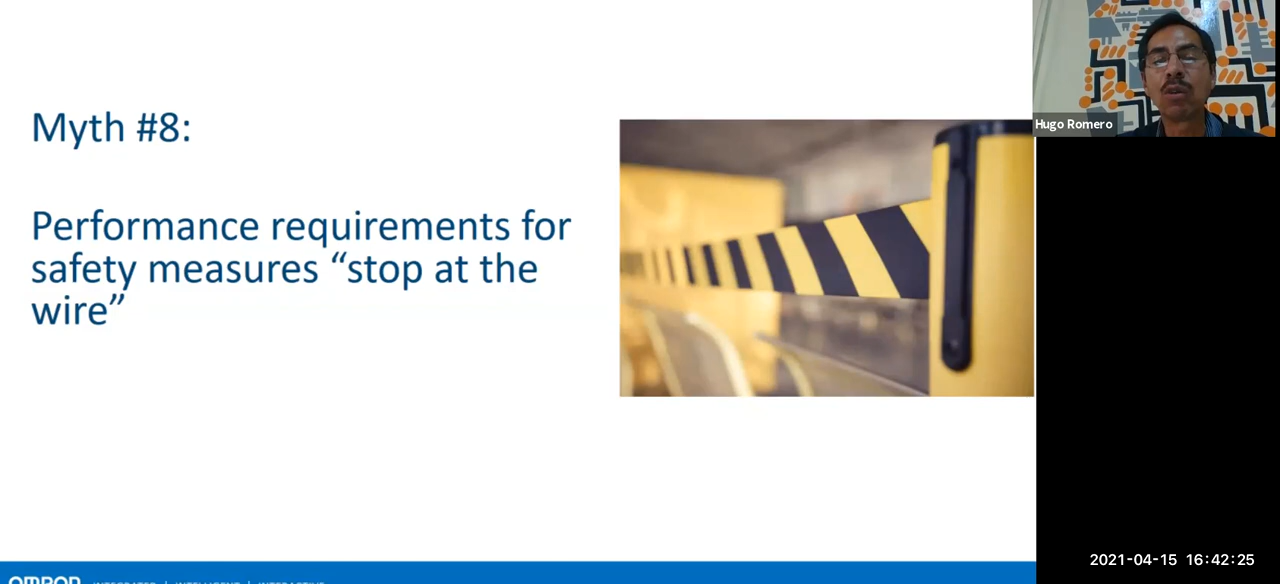 Myth #8:
Performance requirements for
safety measures “stop at the
wire”
Hugo Romero
2021-04-15 16:42:25
OMRON